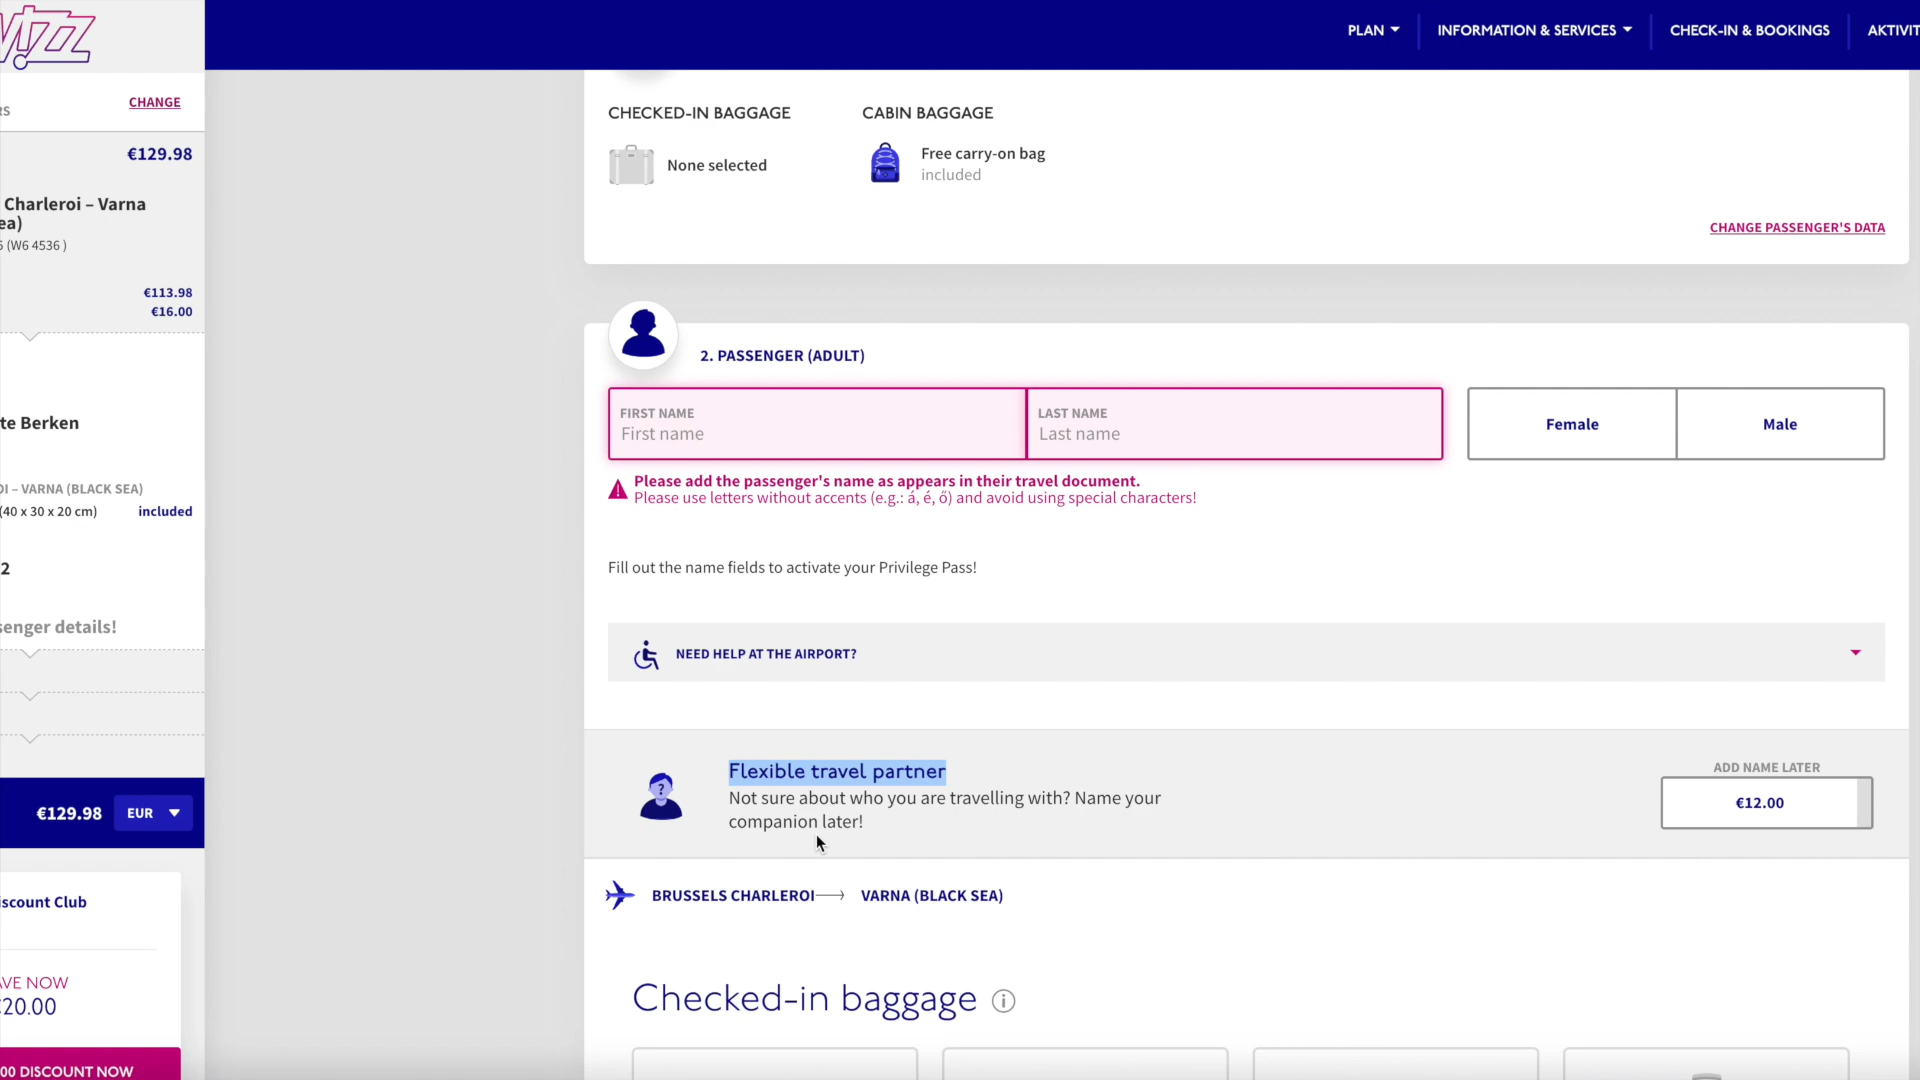 WIZZ
PLAN
INFORMATION & SERVICES
CHECK-IN & BOOKINGS
AKTIVIT
RS
CHANGE
€129.98
Charleroi – Varna
ea)
(W6 4536 )
€113.98
€16.00
te Berken
OI – VARNA (BLACK SEA)
(40 x 30 x 20 cm)
included
2
senger details!
€129.98
EUR
iscount Club
AVE NOW
€20.00
00 DISCOUNT NOW
CHECKED-IN BAGGAGE
None selected
CABIN BAGGAGE
Free carry-on bag
included
CHANGE PASSENGER'S DATA
2. PASSENGER (ADULT)
FIRST NAME
First name
LAST NAME
Last name
Female
Male
Please add the passenger's name as appears in their travel document.
Please use letters without accents (e.g.: á, é, ő) and avoid using special characters!
Fill out the name fields to activate your Privilege Pass!
NEED HELP AT THE AIRPORT?
Flexible travel partner
Not sure about who you are travelling with? Name your
companion later!
ADD NAME LATER
€12.00
BRUSSELS CHARLEROI
VARNA (BLACK SEA)
Checked-in baggage